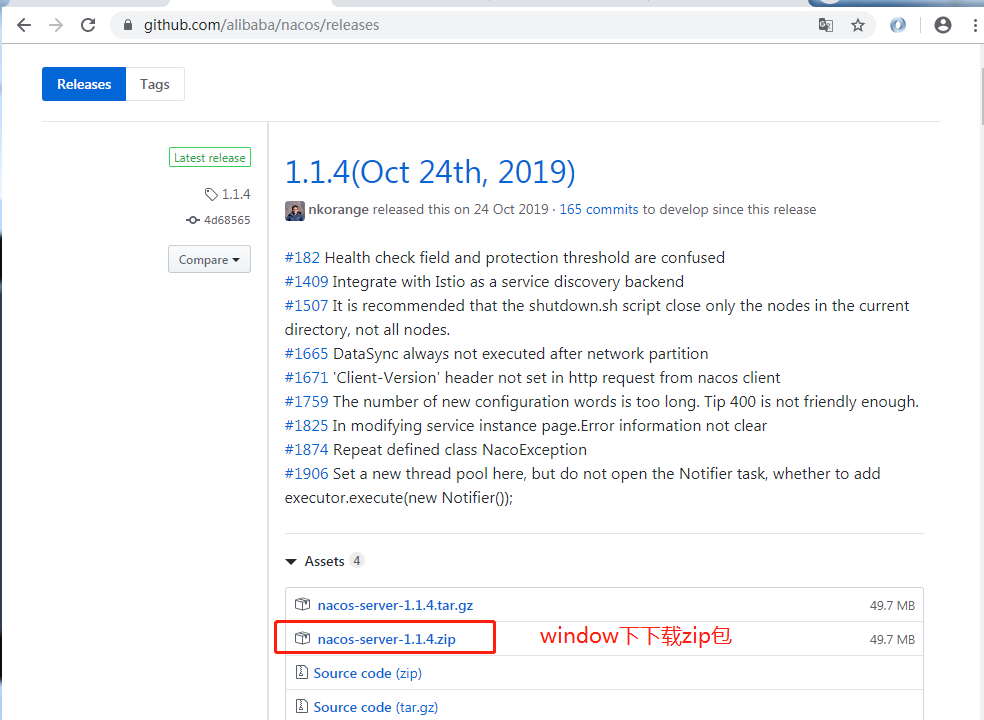 github.com/alibaba/nacos/releases
Releases
Tags
Latest release
1.1.4
4d68565
Compare
1.1.4(Oct 24th, 2019)
nkorange released this on 24 Oct 2019 · 165 commits to develop since this release
#182 Health check field and protection threshold are confused
#1409 Integrate with Istio as a service discovery backend
#1507 It is recommended that the shutdown.sh script close only the nodes in the current
directory, not all nodes.
#1665 DataSync always not executed after network partition
#1671 'Client-Version' header not set in http request from nacos client
#1759 The number of new configuration words is too long. Tip 400 is not friendly enough.
#1825 In modifying service instance page.Error information not clear
#1874 Repeat defined class NacoException
#1906 Set a new thread pool here, but do not open the Notifier task, whether to add
executor.execute(new Notifier());
Assets 4
nacos-server-1.1.4.tar.gz 49.7 MB
nacos-server-1.1.4.zip window下下载zip包 49.7 MB
Source code (zip)
Source code (tar.gz)